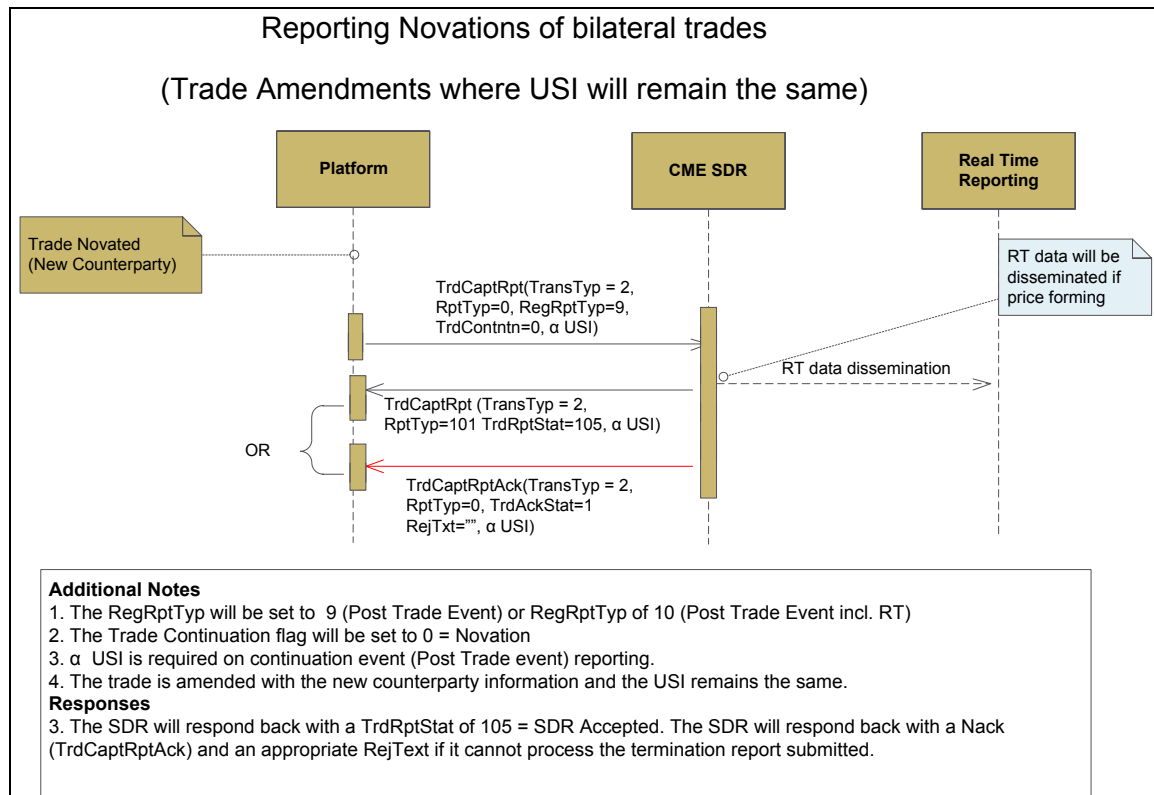 Reporting Novations of bilateral trades
(Trade Amendments where USI will remain the same)
Platform
CME SDR
Real Time
Reporting
Trade Novated
(New Counterparty)
RT data will be
disseminated if
price forming
TrdCaptRpt(TransTyp = 2,
RptTyp=0, RegRptTyp=9,
TrdContntn=0, α USI)
RT data dissemination
TrdCaptRpt (TransTyp = 2,
RptTyp=101 TrdRptStat=105, α USI)
OR
TrdCaptRptAck(TransTyp = 2,
RptTyp=0, TrdAckStat=1
RejTxt="", α USI)
Additional Notes
1. The RegRptTyp will be set to  9 (Post Trade Event) or RegRptTyp of 10 (Post Trade Event incl. RT)
2. The Trade Continuation flag will be set to 0 = Novation
3. α  USI is required on continuation event (Post Trade event) reporting.
4. The trade is amended with the new counterparty information and the USI remains the same.
Responses
3. The SDR will respond back with a TrdRptStat of 105 = SDR Accepted. The SDR will respond back with a Nack
(TrdCaptRptAck) and an appropriate RejText if it cannot process the termination report submitted.